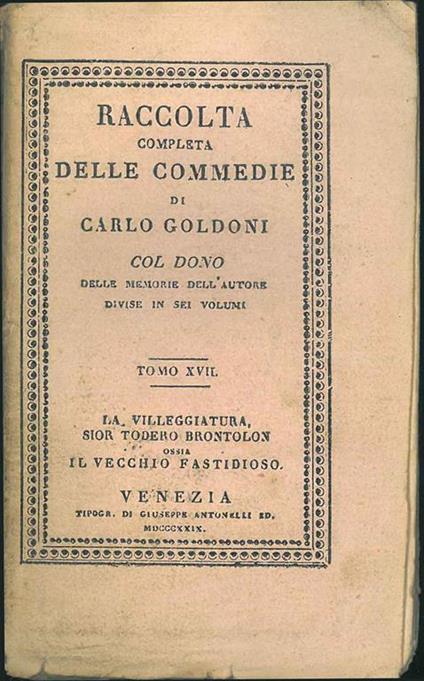 RACCOLTA
COMPLETA
DELLE COMMEDIE
DI
CARLO GOLDONI
COL DONO
DELLE MEMORIE DELL'AUTORE
DIVISE IN SEI VOLUMI
TOMO XVII.
LA VILLEGGIATURA,
SIOR TODERO BRONTOLON
OSSIA
IL VECCHIO FASTIDIOSO.
VENEZIA
TIPOGR. DI GIUSEPPE ANTONELLI ED.
MDCCCXXIX.